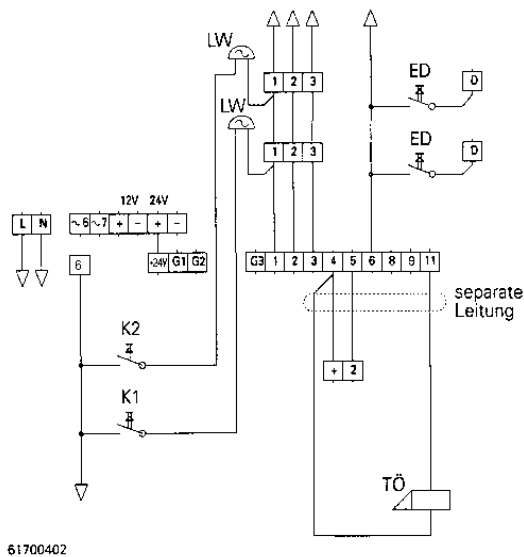 LW
ED
D
1 2 3
LW
ED
D
1 2 3
12V 24V
L N
~6 ~7 + - + -
+24V G1 G2
6
G3 1 2 3 4 5 6 8 9 11
separate
Leitung
K2
+ 2
K1
TÖ
61700402